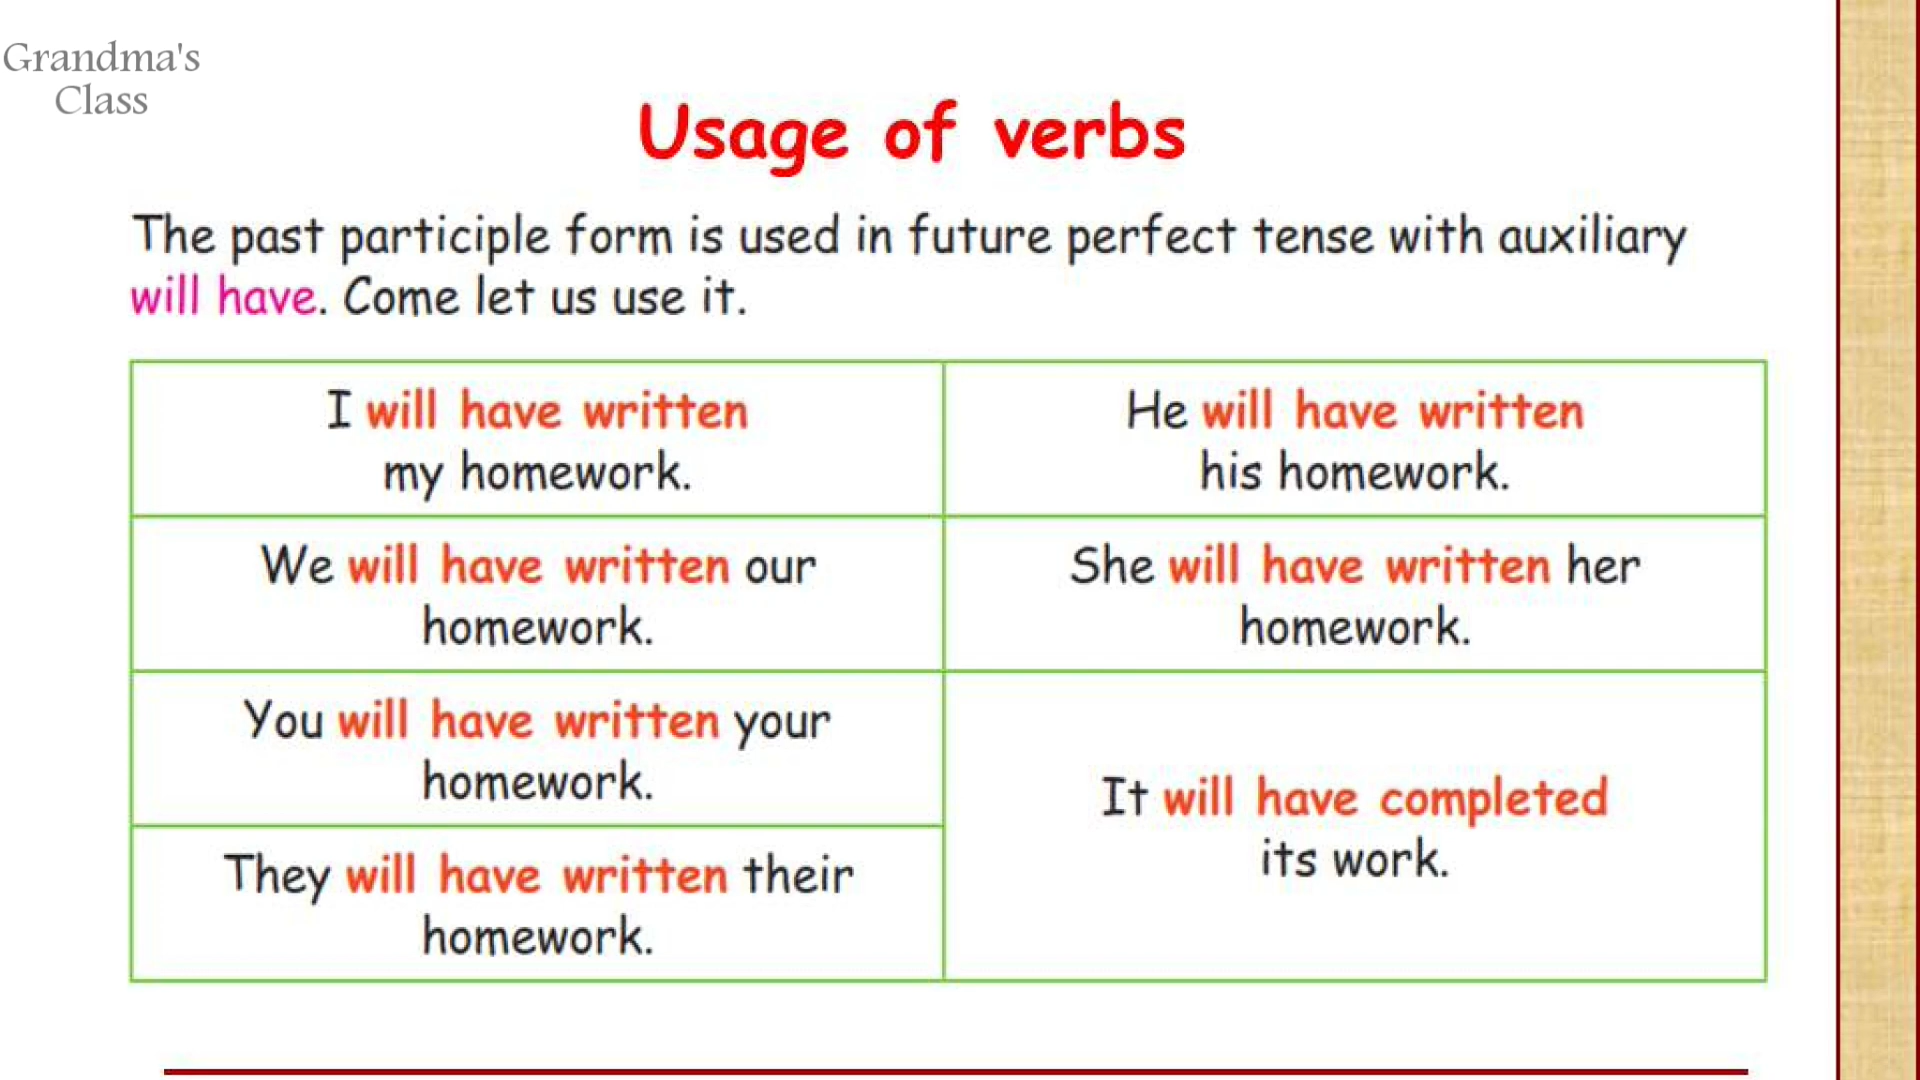 Grandma's
Class
Usage of verbs
The past participle form is used in future perfect tense with auxiliary
will have. Come let us use it.
I will have written
my homework.
He will have written
his homework.
We will have written our
homework.
She will have written her
homework.
You will have written your
homework.
It will have completed
its work.
They will have written their
homework.